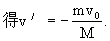 得v′ = -mv₀/M.